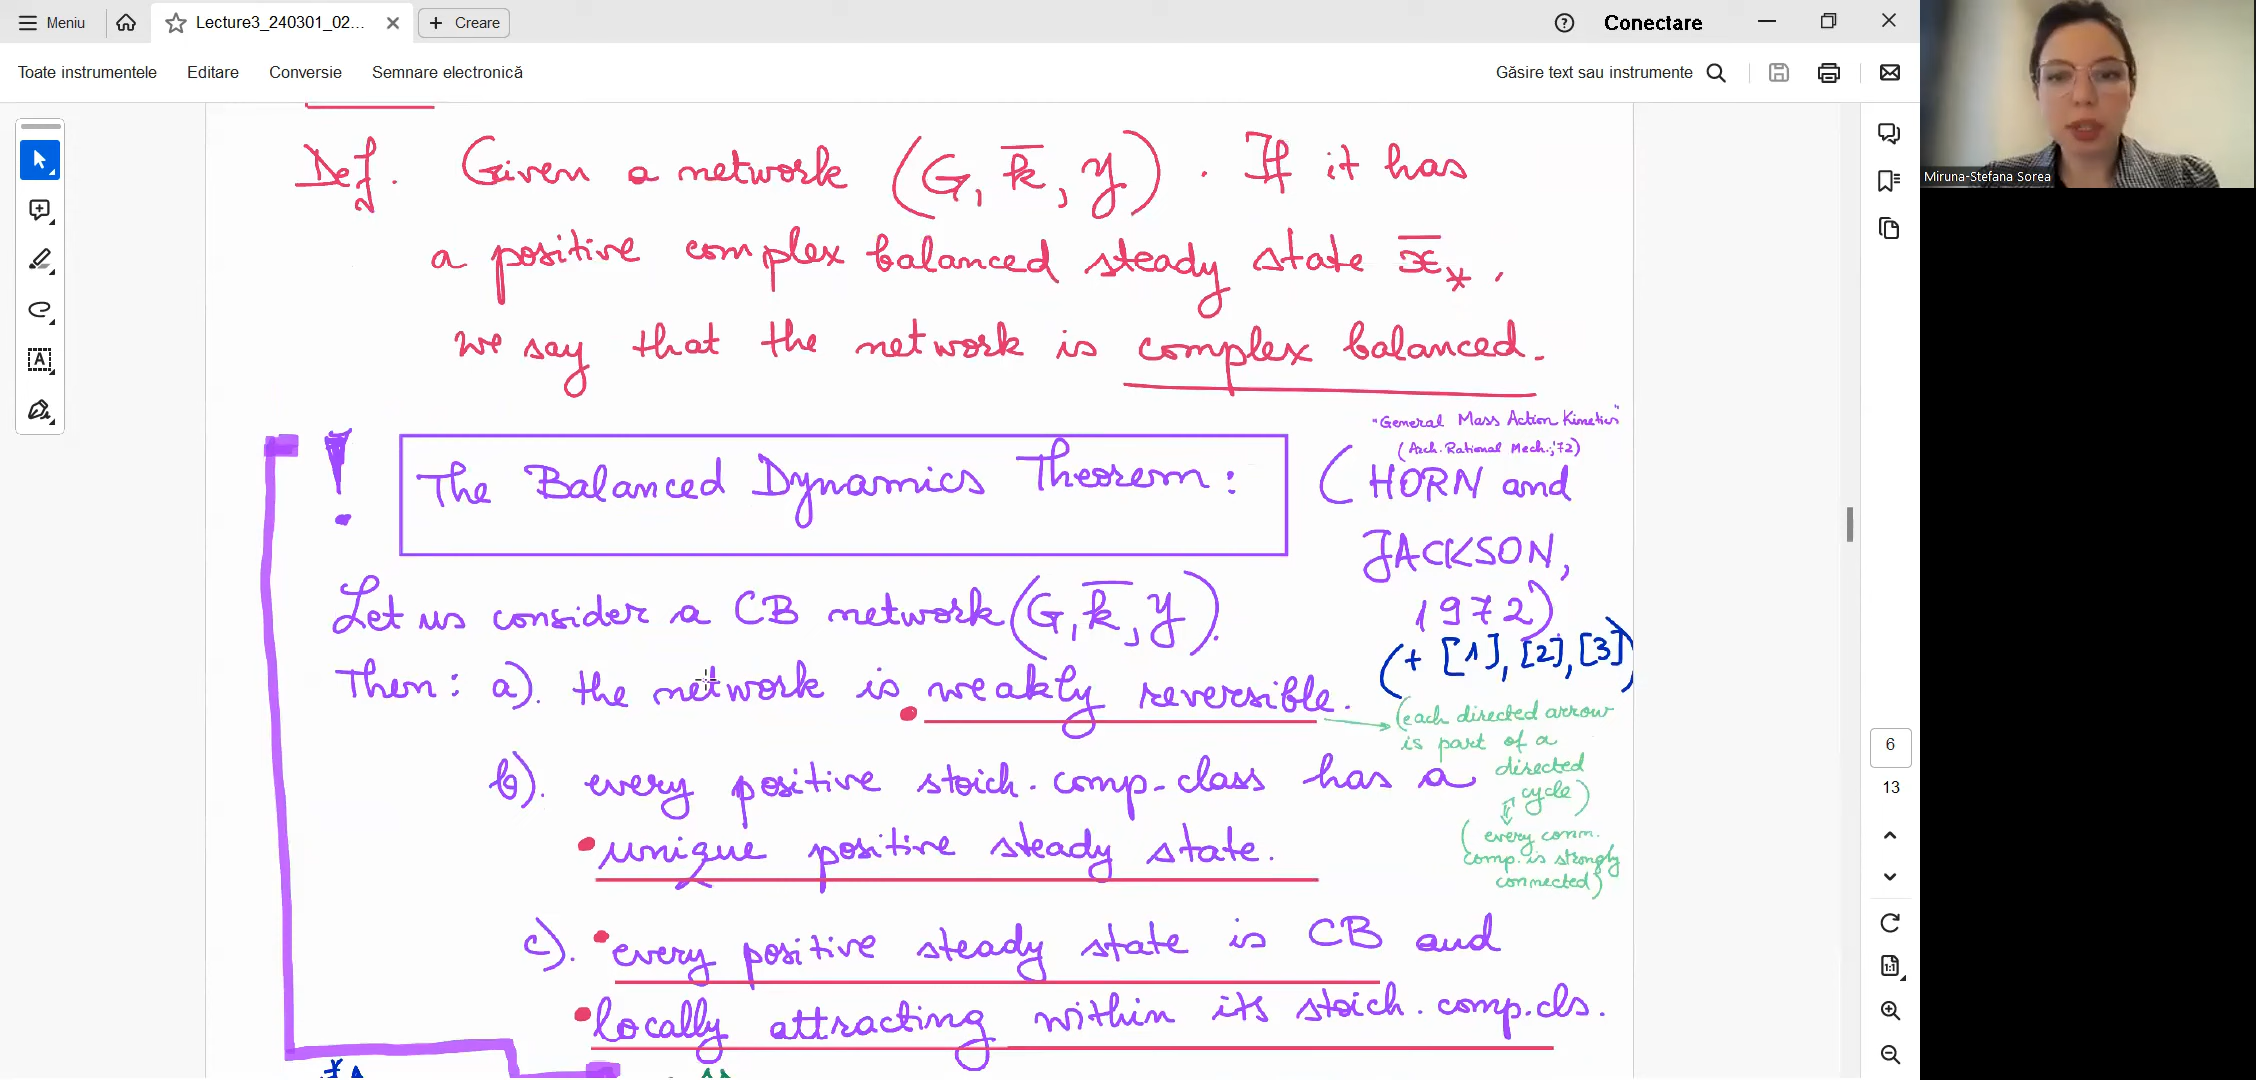 Meniu
Lecture3_240301_02...
Creare
Conectare
Toate instrumentele
Editare
Conversie
Semnare electronică
Găsire text sau instrumente
Miruna-Stefana Sorea
Def. Given a network (G, k̄, y). If it has
a positive complex balanced steady state x̄*,
we say that the network is complex balanced.
"General Mass Action Kinetics"
(Arch. Rational Mech.,'72)
! The Balanced Dynamics Theorem: (HORN and
JACKSON,
1972)
(+ [1], [2], [3])
Let us consider a CB network (G, k̄, y).
Then: a). the network is weakly reversible.
(each directed arrow
is part of a
directed
cycle)
(every conn.
comp. is strongly
connected)
b). every positive stoich. comp. class has a
unique positive steady state.
c). every positive steady state is CB and
locally attracting within its stoich. comp. cls.
6
13
1:1